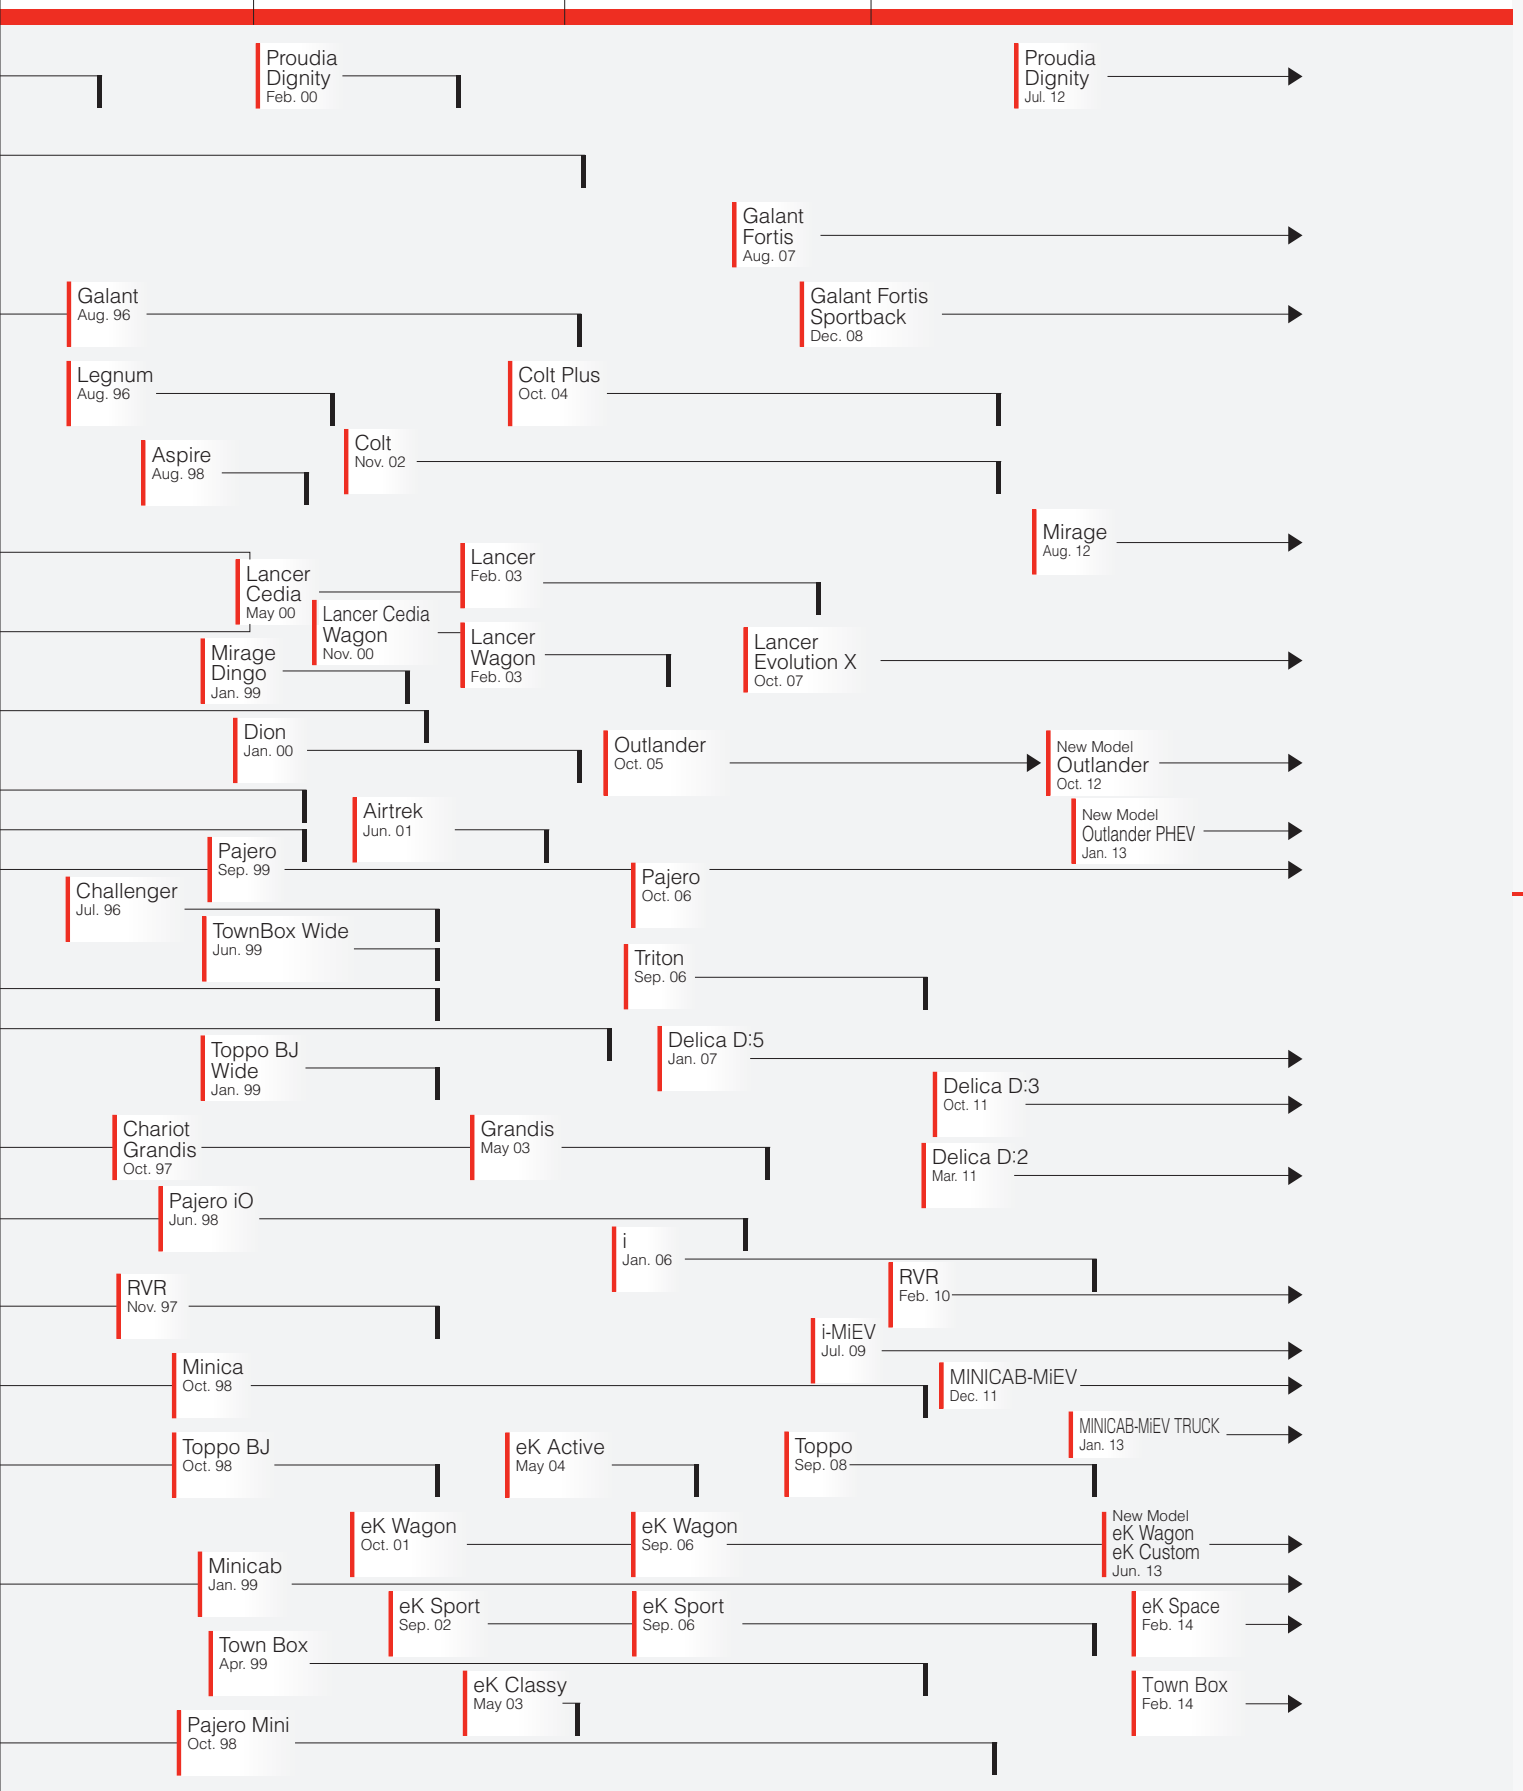 Proudia
Dignity
Feb. 00
Proudia
Dignity
Jul. 12
Galant
Fortis
Aug. 07
Galant
Aug. 96
Galant Fortis
Sportback
Dec. 08
Legnum
Aug. 96
Colt Plus
Oct. 04
Aspire
Aug. 98
Colt
Nov. 02
Mirage
Aug. 12
Lancer
Cedia
May 00
Lancer
Feb. 03
Lancer Cedia
Wagon
Nov. 00
Lancer
Wagon
Feb. 03
Lancer
Evolution X
Oct. 07
Mirage
Dingo
Jan. 99
Dion
Jan. 00
Outlander
Oct. 05
New Model
Outlander
Oct. 12
Airtrek
Jun. 01
New Model
Outlander PHEV
Jan. 13
Pajero
Sep. 99
Pajero
Oct. 06
Challenger
Jul. 96
TownBox Wide
Jun. 99
Triton
Sep. 06
Delica D:5
Jan. 07
Toppo BJ
Wide
Jan. 99
Delica D:3
Oct. 11
Chariot
Grandis
Oct. 97
Grandis
May 03
Delica D:2
Mar. 11
Pajero iO
Jun. 98
i
Jan. 06
RVR
Nov. 97
RVR
Feb. 10
i-MiEV
Jul. 09
Minica
Oct. 98
MINICAB-MiEV
Dec. 11
MINICAB-MiEV TRUCK
Jan. 13
Toppo BJ
Oct. 98
eK Active
May 04
Toppo
Sep. 08
eK Wagon
Oct. 01
eK Wagon
Sep. 06
New Model
eK Wagon
eK Custom
Jun. 13
Minicab
Jan. 99
eK Sport
Sep. 02
eK Sport
Sep. 06
eK Space
Feb. 14
Town Box
Apr. 99
eK Classy
May 03
Town Box
Feb. 14
Pajero Mini
Oct. 98